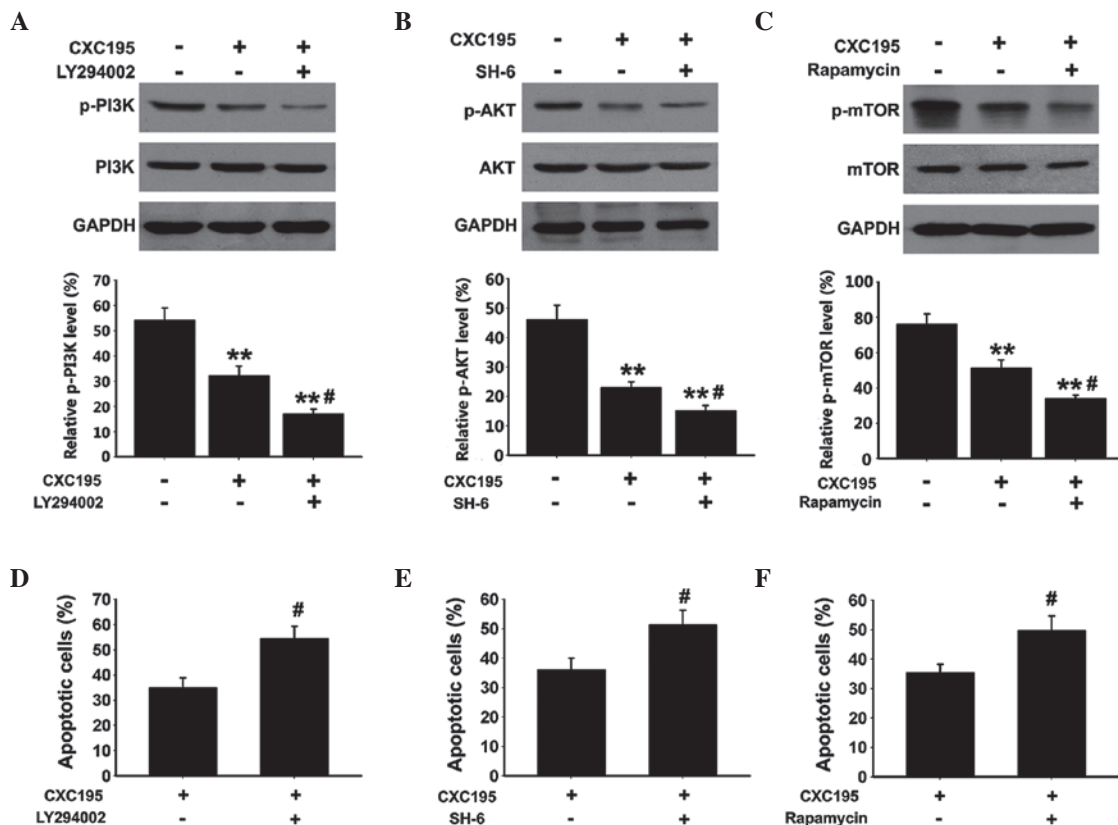 A
CXC195 - + +
LY294002 - - +
p-PI3K
PI3K
GAPDH
Relative p-PI3K level (%)
70
60
50
40
30
20
10
0
**
**#
CXC195 - + +
LY294002 - - +
B
CXC195 - + +
SH-6 - - +
p-AKT
AKT
GAPDH
Relative p-AKT level (%)
60
50
40
30
20
10
0
**
**#
CXC195 - + +
SH-6 - - +
C
CXC195 - + +
Rapamycin - - +
p-mTOR
mTOR
GAPDH
Relative p-mTOR level (%)
100
80
60
40
20
0
**
**#
CXC195 - + +
Rapamycin - - +
D
Apoptotic cells (%)
70
60
50
40
30
20
10
0
#
CXC195 + +
LY294002 - +
E
Apoptotic cells (%)
60
50
40
30
20
10
0
#
CXC195 + +
SH-6 - +
F
Apoptotic cells (%)
60
50
40
30
20
10
0
#
CXC195 + +
Rapamycin - +